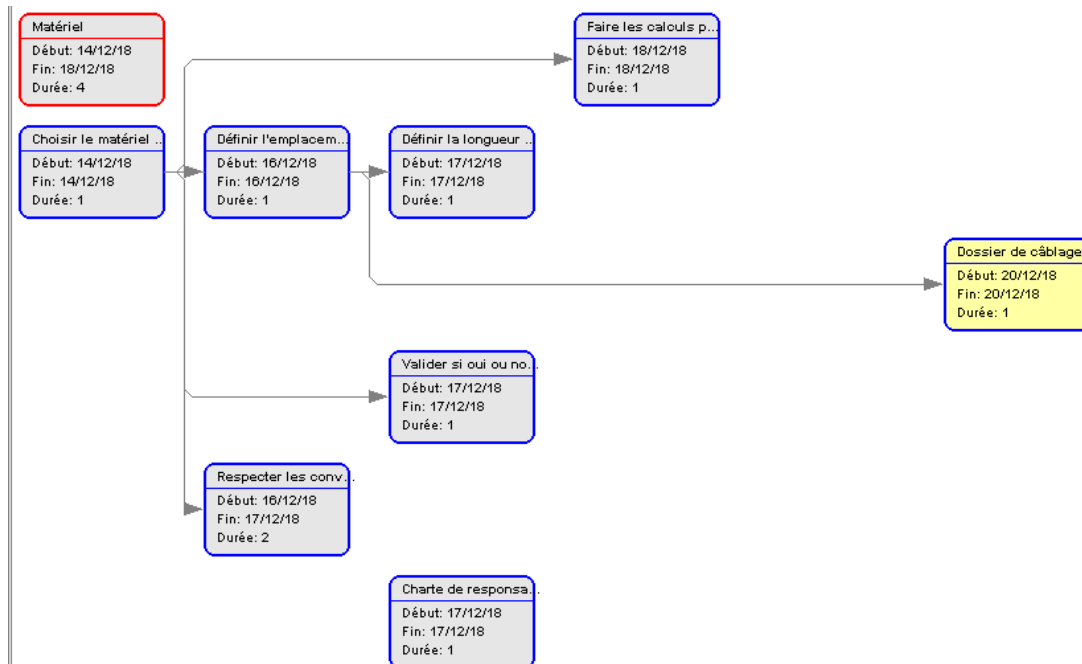 Matériel
Début: 14/12/18
Fin: 18/12/18
Durée: 4
Faire les calculs p...
Début: 18/12/18
Fin: 18/12/18
Durée: 1
Choisir le matériel ...
Début: 14/12/18
Fin: 14/12/18
Durée: 1
Définir l'emplacem...
Début: 16/12/18
Fin: 16/12/18
Durée: 1
Définir la longueur ...
Début: 17/12/18
Fin: 17/12/18
Durée: 1
Dossier de câblage
Début: 20/12/18
Fin: 20/12/18
Durée: 1
Valider si oui ou no...
Début: 17/12/18
Fin: 17/12/18
Durée: 1
Respecter les conv...
Début: 16/12/18
Fin: 17/12/18
Durée: 2
Charte de responsa...
Début: 17/12/18
Fin: 17/12/18
Durée: 1